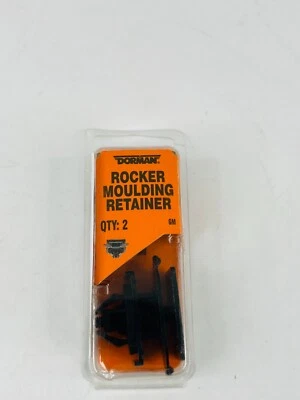 DORMAN
ROCKER
MOULDING
RETAINER
QTY: 2 GM